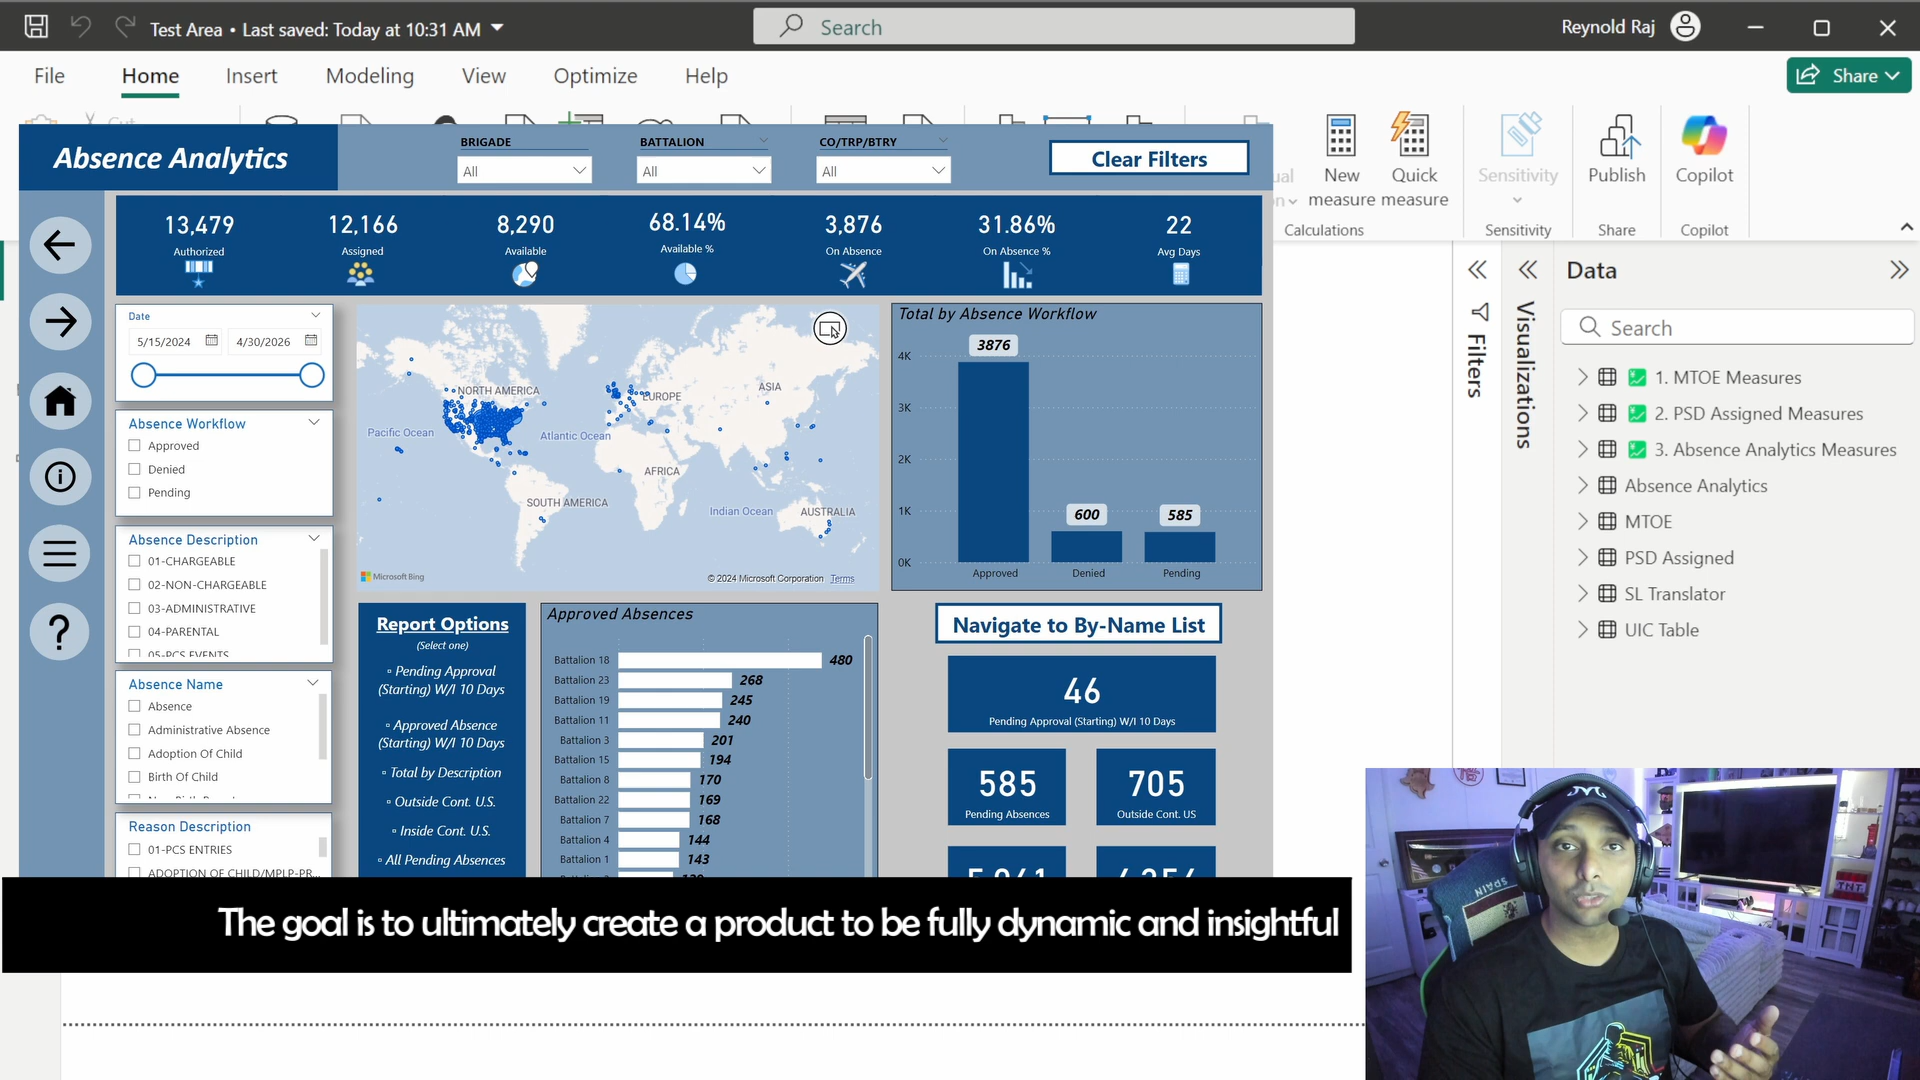 Test Area • Last saved: Today at 10:31 AM
Search
Reynold Raj
File
Home
Insert
Modeling
View
Optimize
Help
Share
Cut
New
measure
Quick
measure
Calculations
Sensitivity
Sensitivity
Publish
Share
Copilot
Copilot
Absence Analytics
BRIGADE
All
BATTALION
All
CO/TRP/BTRY
All
Clear Filters
13,479
Authorized
12,166
Assigned
8,290
Available
68.14%
Available %
3,876
On Absence
31.86%
On Absence %
22
Avg Days
Date
5/15/2024
4/30/2026
Absence Workflow
Approved
Denied
Pending
Absence Description
01-CHARGEABLE
02-NON-CHARGEABLE
03-ADMINISTRATIVE
04-PARENTAL
05-PCS EVENTS
Absence Name
Absence
Administrative Absence
Adoption Of Child
Birth Of Child
Reason Description
01-PCS ENTRIES
ADOPTION OF CHILD/MPLP-PR...
NORTH AMERICA
EUROPE
ASIA
Pacific Ocean
Atlantic Ocean
AFRICA
SOUTH AMERICA
Indian Ocean
AUSTRALIA
Microsoft Bing
© 2024 Microsoft Corporation Terms
Total by Absence Workflow
4K
3K
2K
1K
0K
3876
600
585
Approved
Denied
Pending
Report Options
(Select one)
▫ Pending Approval
(Starting) W/I 10 Days
▫ Approved Absence
(Starting) W/I 10 Days
▫ Total by Description
▫ Outside Cont. U.S.
▫ Inside Cont. U.S.
▫ All Pending Absences
Approved Absences
Battalion 18 480
Battalion 23 268
Battalion 19 245
Battalion 11 240
Battalion 3 201
Battalion 15 194
Battalion 8 170
Battalion 22 169
Battalion 7 168
Battalion 4 144
Battalion 1 143
Navigate to By-Name List
46
Pending Approval (Starting) W/I 10 Days
585
Pending Absences
705
Outside Cont. US
Filters
Visualizations
Data
Search
1. MTOE Measures
2. PSD Assigned Measures
3. Absence Analytics Measures
Absence Analytics
MTOE
PSD Assigned
SL Translator
UIC Table
The goal is to ultimately create a product to be fully dynamic and insightful
SPAIN
TNT